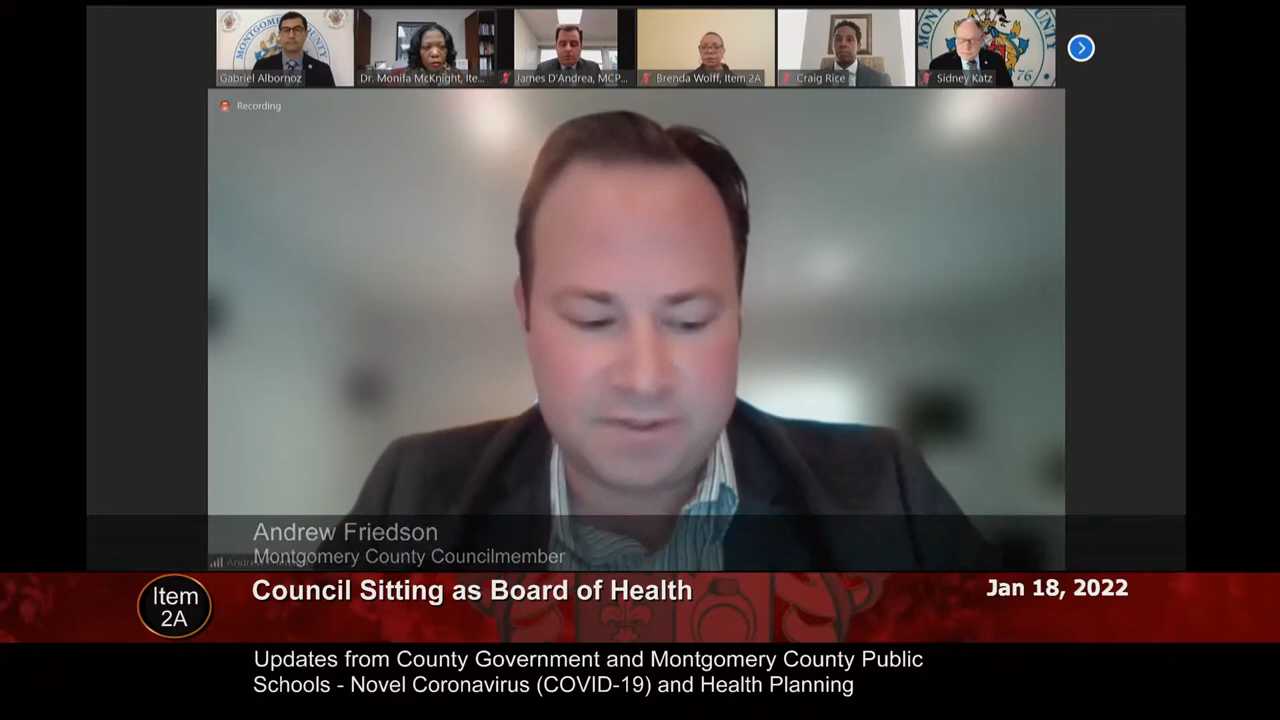 Gabriel Albornoz
Dr. Monifa McKnight, Ite...
James D'Andrea, MCP...
Brenda Wolff, Item 2A
Craig Rice
Sidney Katz
Recording
Andrew Friedson
Montgomery County Councilmember
Item
2A
Council Sitting as Board of Health
Jan 18, 2022
Updates from County Government and Montgomery County Public
Schools - Novel Coronavirus (COVID-19) and Health Planning